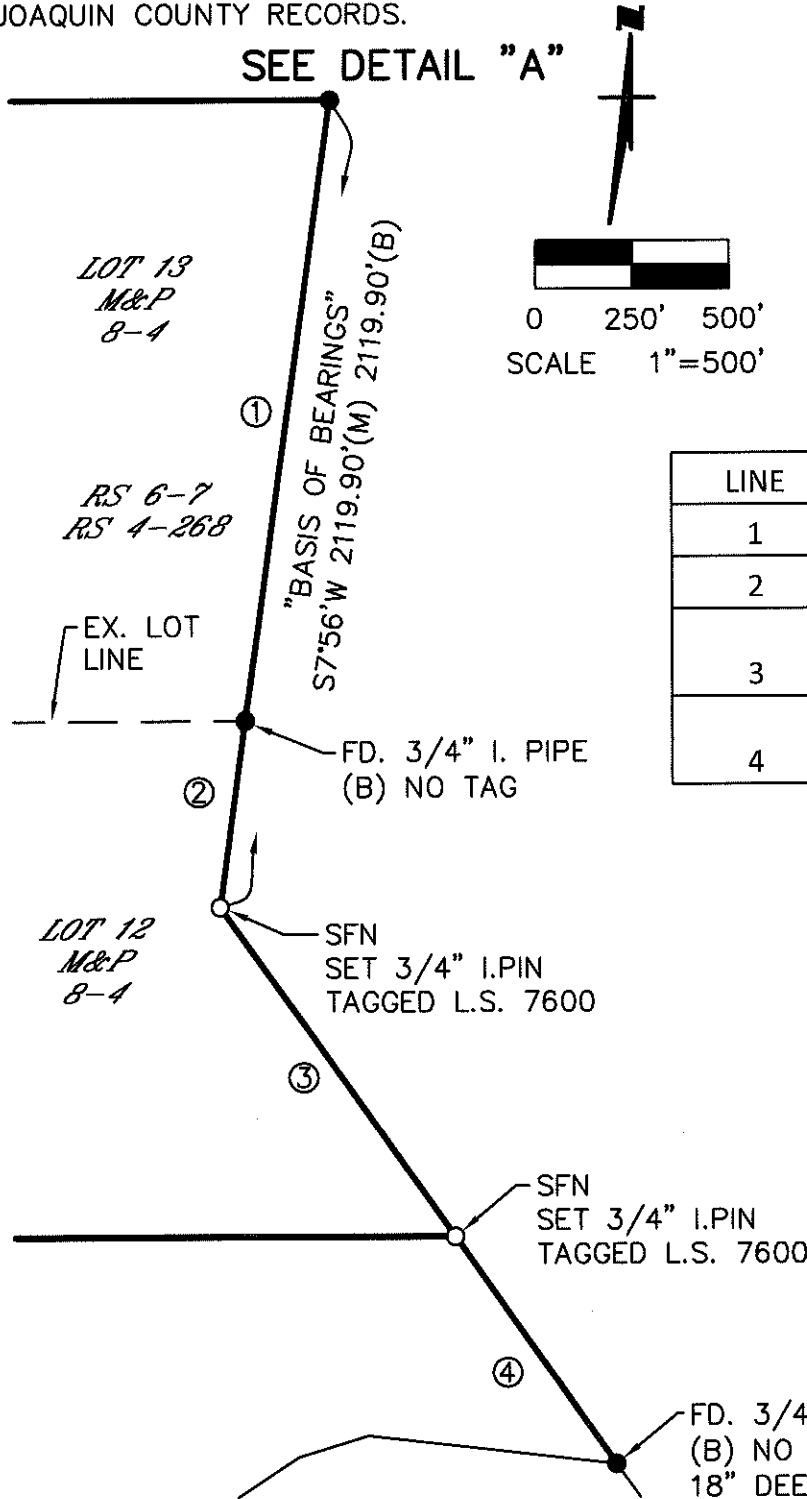 JOAQUIN COUNTY RECORDS.
SEE DETAIL "A"
N
0 250' 500'
SCALE 1"=500'
LOT 13
M&P
8-4
①
"BASIS OF BEARINGS"
S7°56'W 2119.90'(M) 2119.90'(B)
RS 6-7
RS 4-268
LINE
1
2
3
4
EX. LOT
LINE
FD. 3/4" I. PIPE
(B) NO TAG
②
LOT 12
M&P
8-4
SFN
SET 3/4" I.PIN
TAGGED L.S. 7600
③
SFN
SET 3/4" I.PIN
TAGGED L.S. 7600
④
FD. 3/4
(B) NO
18" DEE